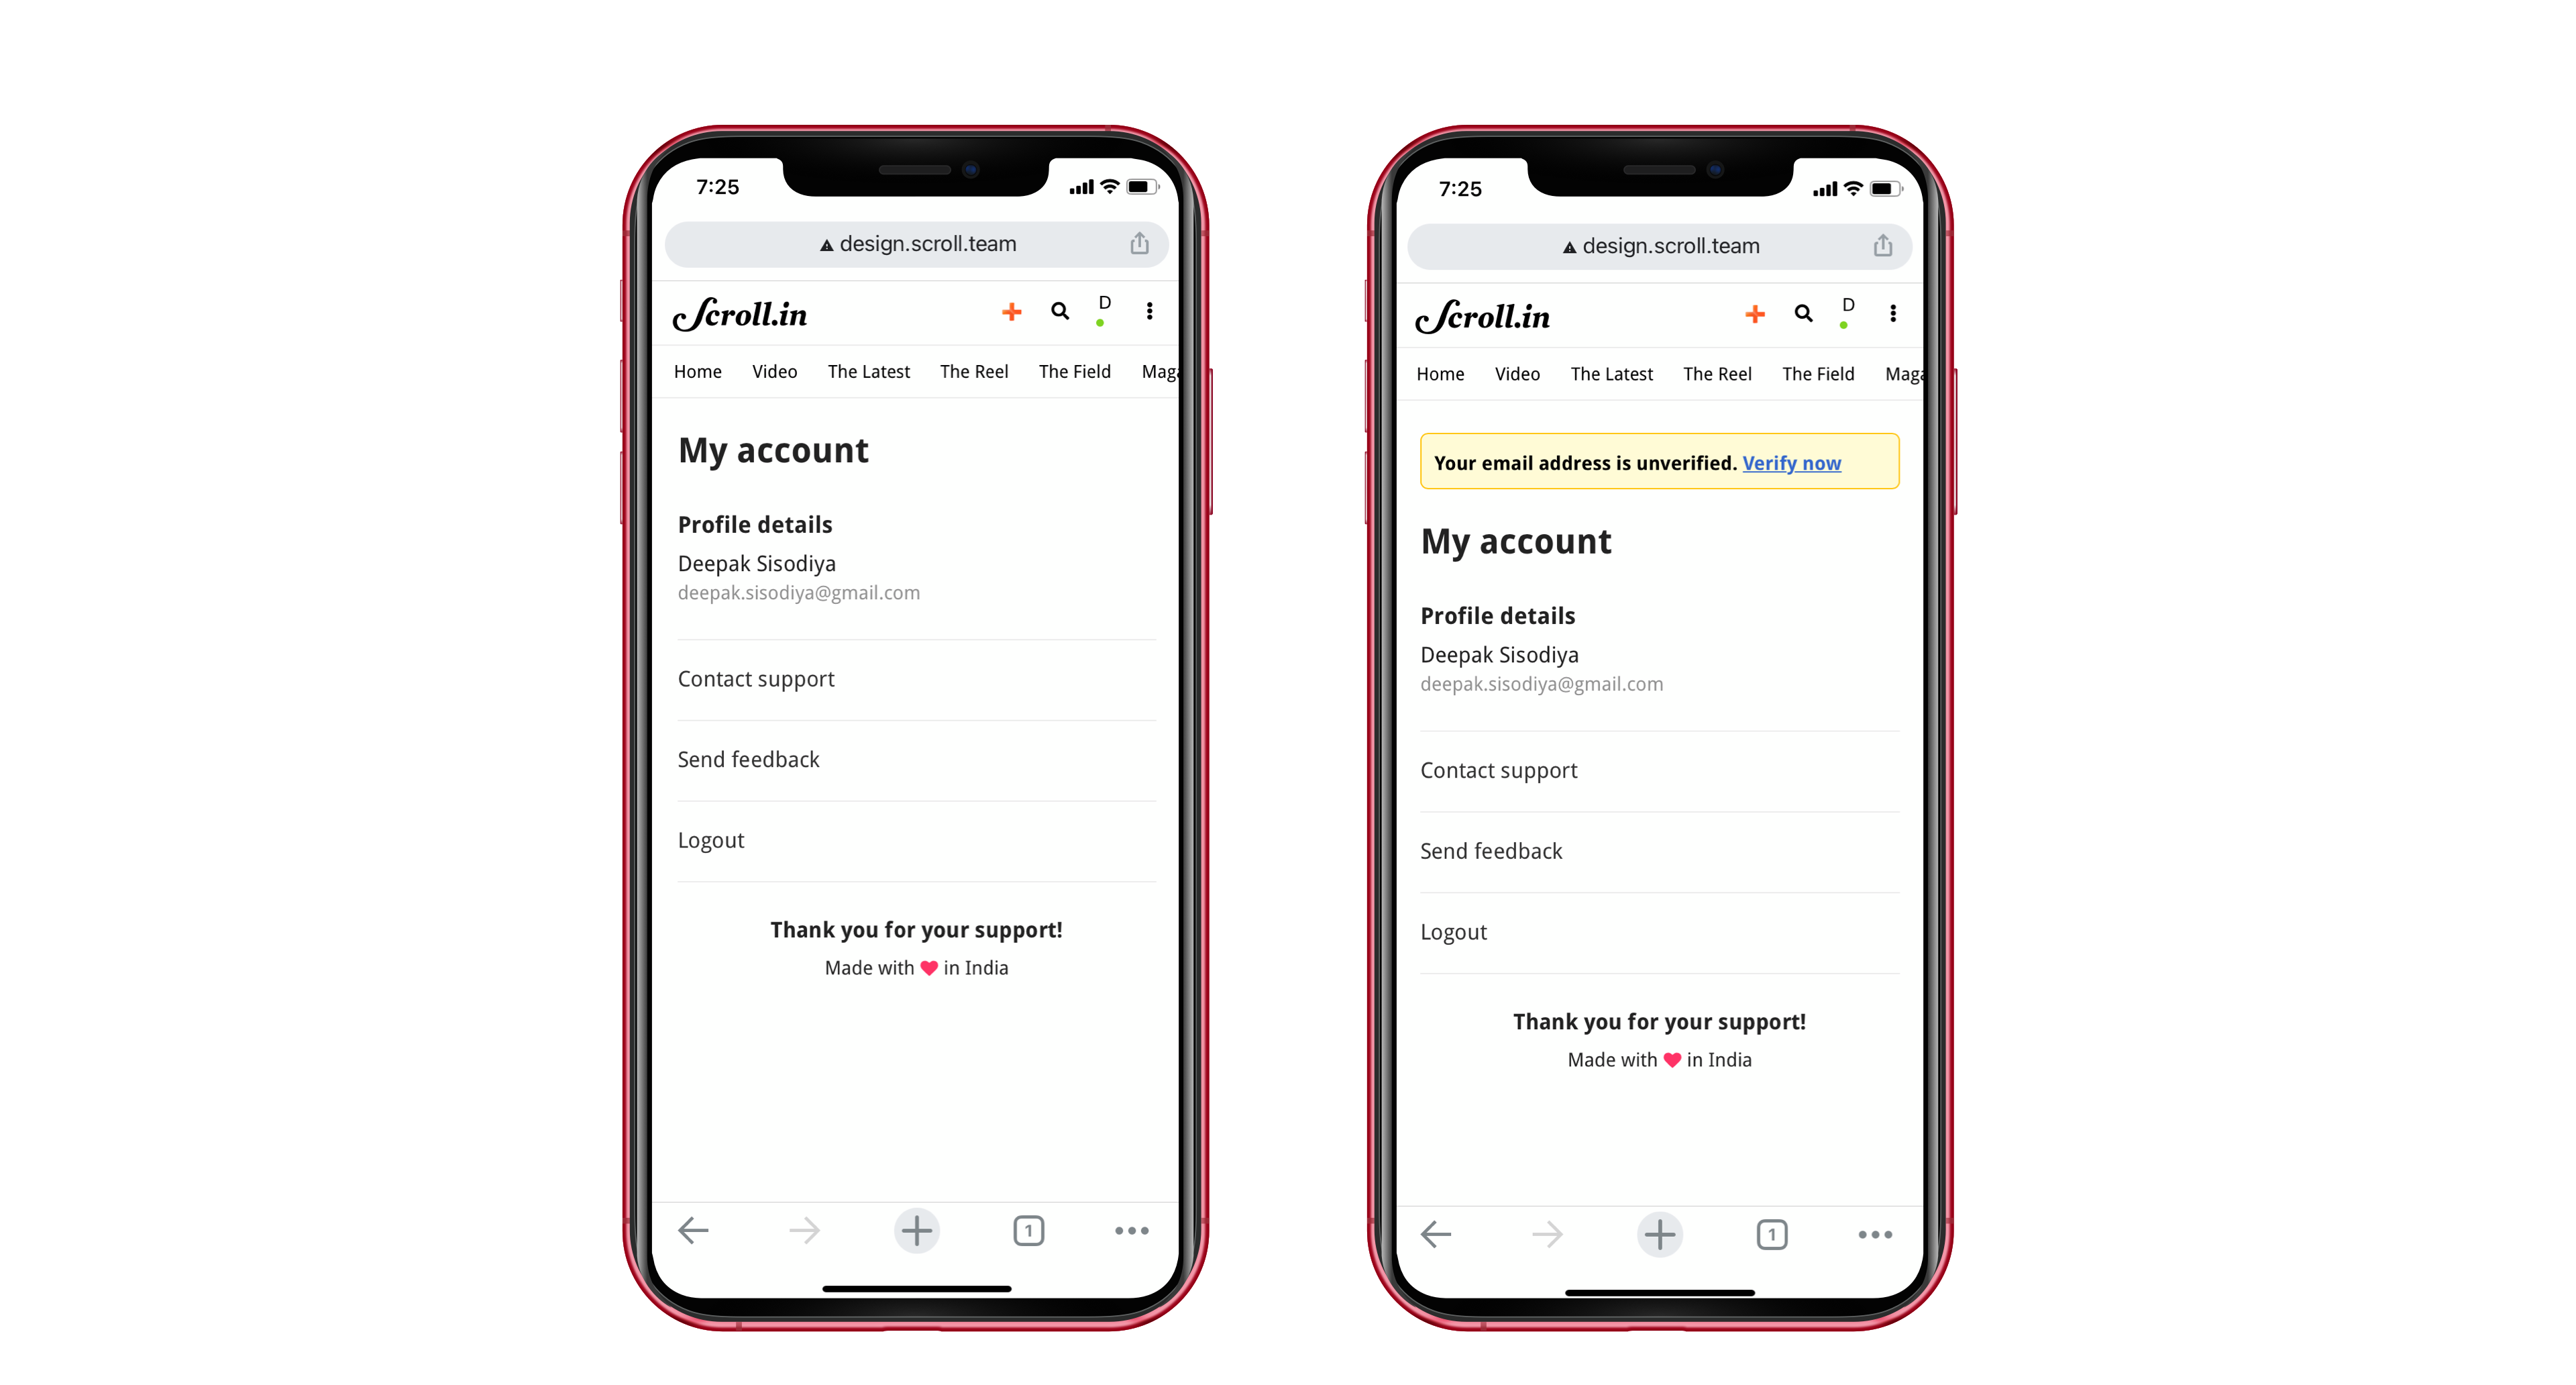 7:25
design.scroll.team
Scroll.in
D
Home Video The Latest The Reel The Field Maga
My account
Profile details
Deepak Sisodiya
deepak.sisodiya@gmail.com
Contact support
Send feedback
Logout
Thank you for your support!
Made with ❤ in India
1
7:25
design.scroll.team
Scroll.in
D
Home Video The Latest The Reel The Field Maga
Your email address is unverified. Verify now
My account
Profile details
Deepak Sisodiya
deepak.sisodiya@gmail.com
Contact support
Send feedback
Logout
Thank you for your support!
Made with ❤ in India
1